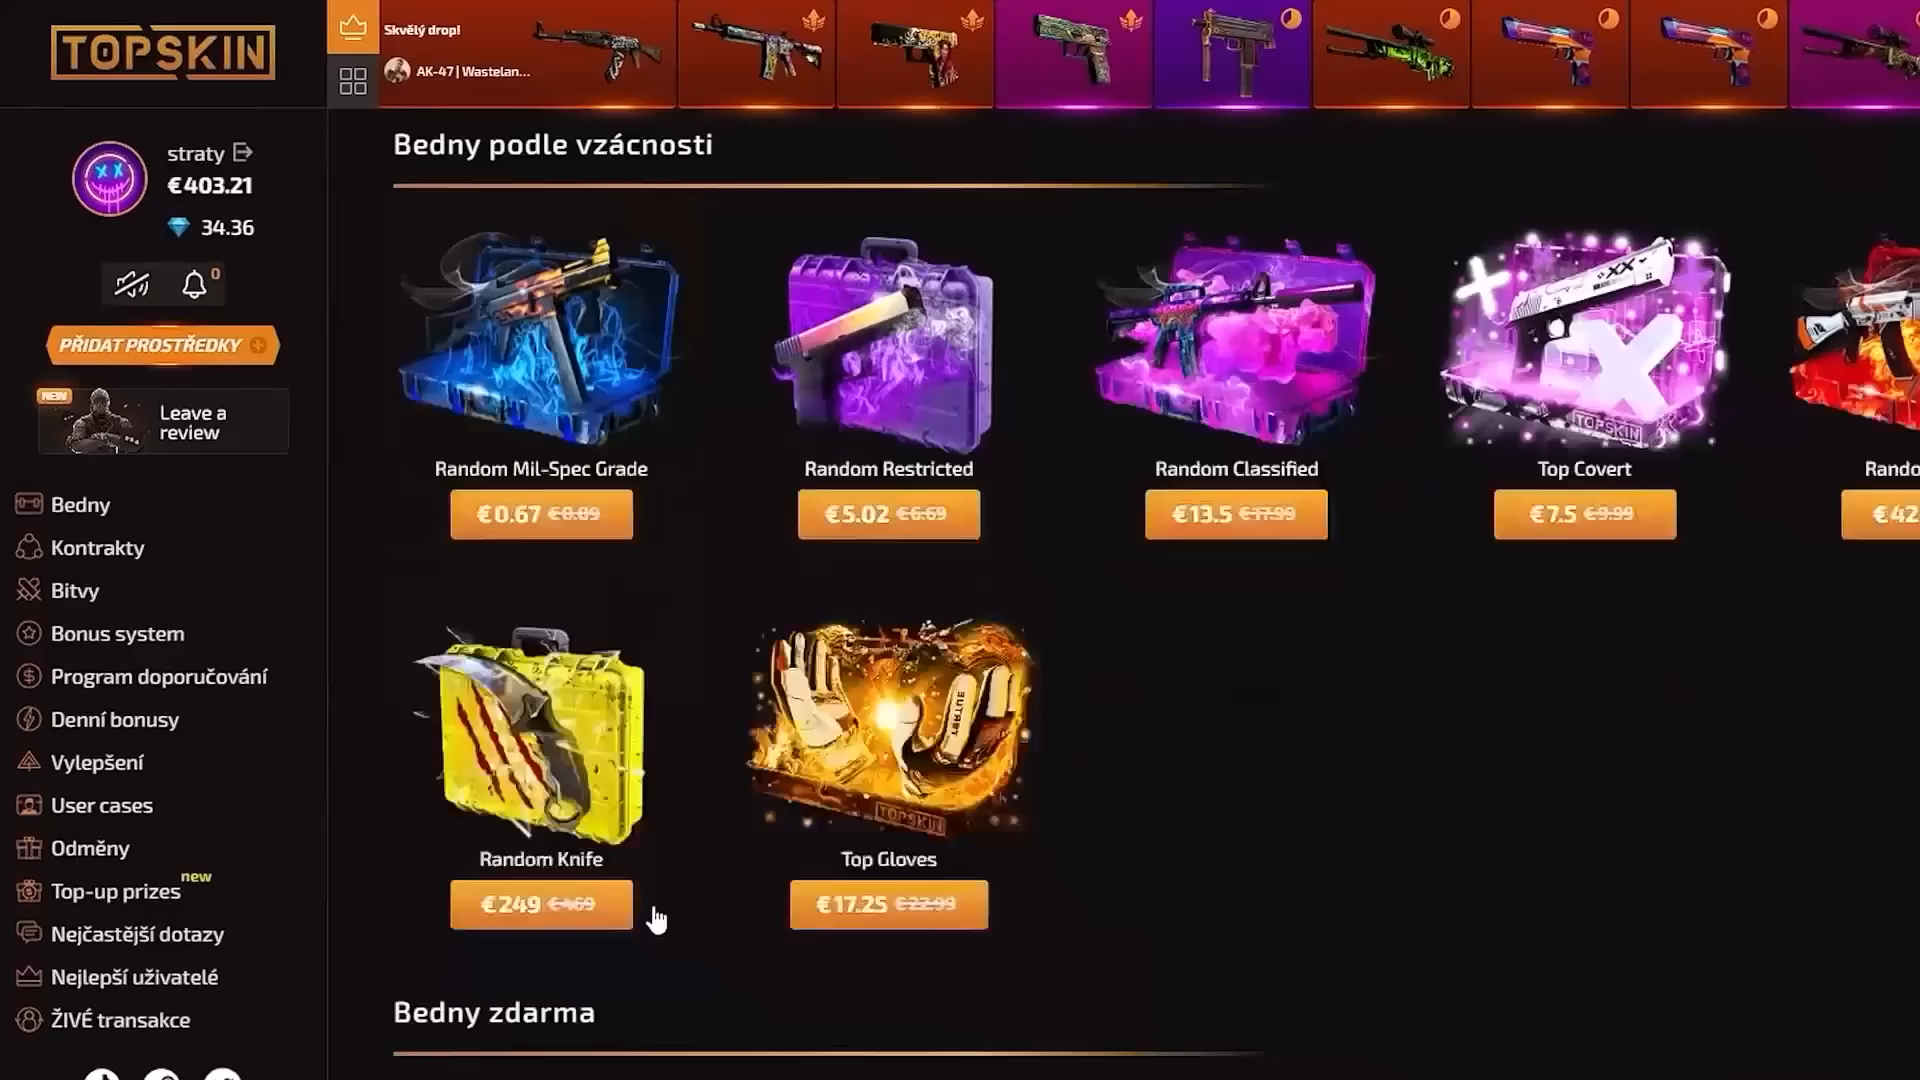 TOPSKIN
Skvělý drop!
AK-47 | Wastelan...
straty
€403.21
34.36
0
PŘIDAT PROSTŘEDKY
NEW
Leave a
review
Bedny
Kontrakty
Bitvy
Bonus system
Program doporučování
Denní bonusy
Vylepšení
User cases
Odměny
Top-up prizes new
Nejčastější dotazy
Nejlepší uživatelé
ŽIVÉ transakce
Bedny podle vzácnosti
XX
TOPSKIN
Random Mil-Spec Grade
Random Restricted
Random Classified
Top Covert
Rando
€0.67 €0.89
€5.02 €6.69
€13.5 €17.99
€7.5 €9.99
€42
TOPSKIN
Random Knife
Top Gloves
€249 €469
€17.25 €22.99
Bedny zdarma